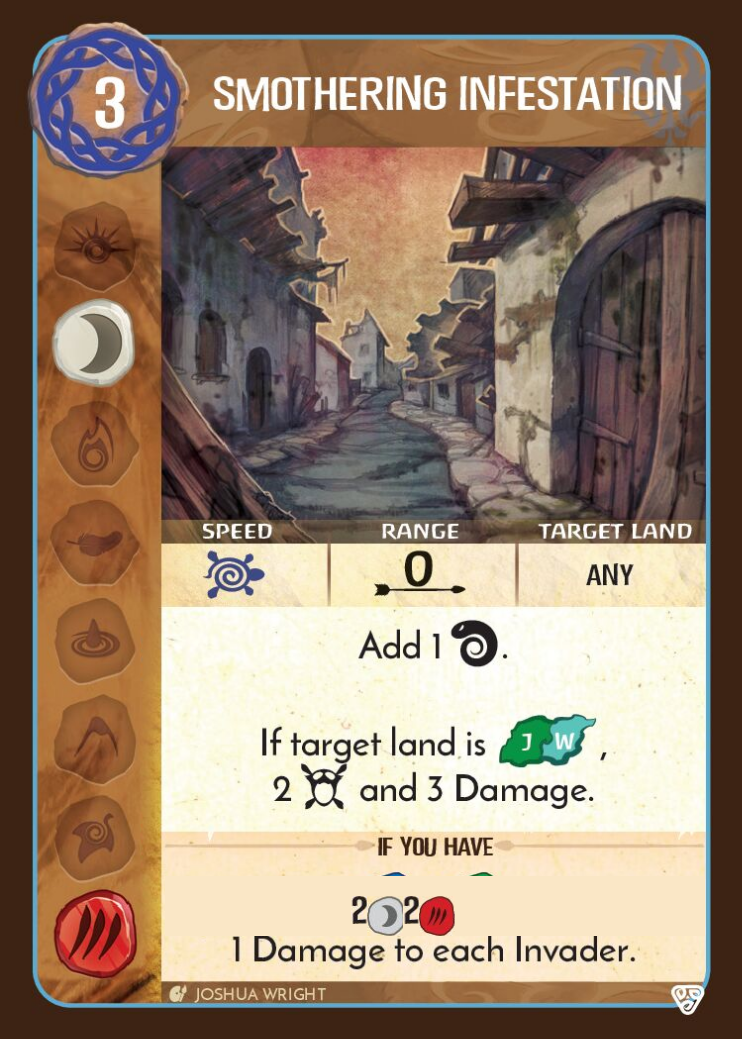 3
SMOTHERING INFESTATION
SPEED RANGE TARGET LAND
0 ANY
Add 1 .
If target land is J W ,
2 and 3 Damage.
IF YOU HAVE
2 2
1 Damage to each Invader.
JOSHUA WRIGHT